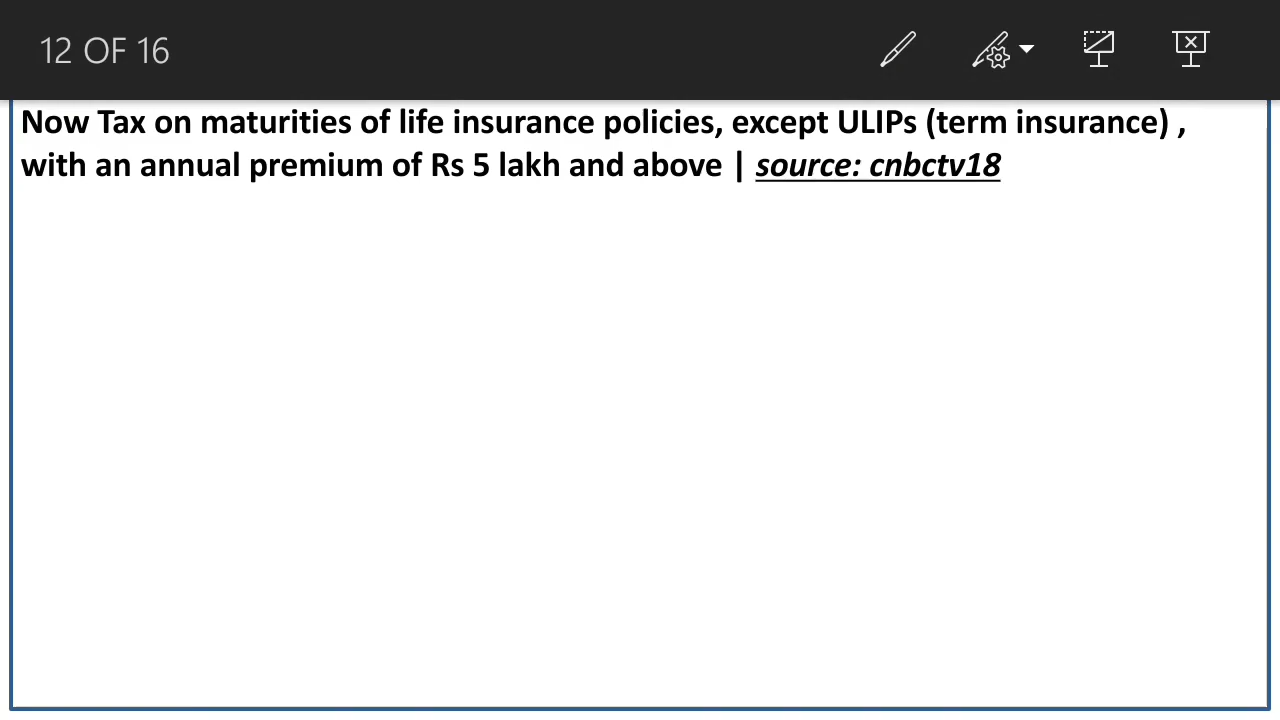 12 OF 16
Now Tax on maturities of life insurance policies, except ULIPs (term insurance) ,
with an annual premium of Rs 5 lakh and above | source: cnbctv18